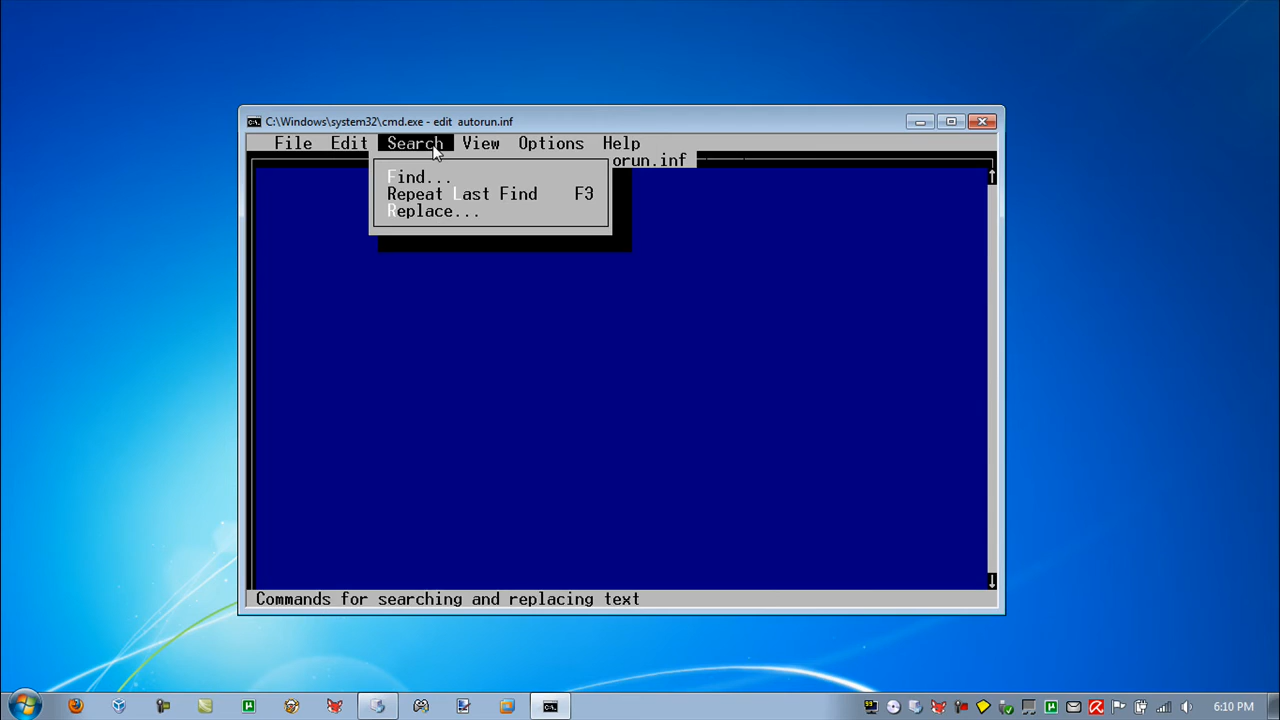 C:\Windows\system32\cmd.exe - edit autorun.inf
File Edit Search View Options Help
orun.inf
Find...
Repeat Last Find F3
Replace...
Commands for searching and replacing text
6:10 PM